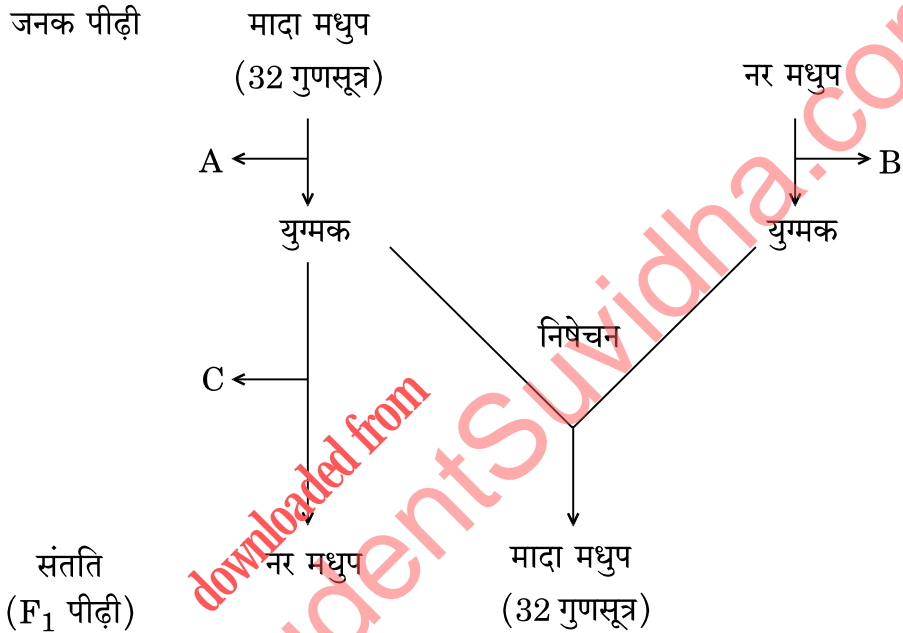 जनक पीढ़ी मादा मधुप
(32 गुणसूत्र) नर मधुप
A B
युग्मक युग्मक
निषेचन
C
downloaded from
नर मधुप मादा मधुप
संतति
(F₁ पीढ़ी) (32 गुणसूत्र)
dentSuvidha.com